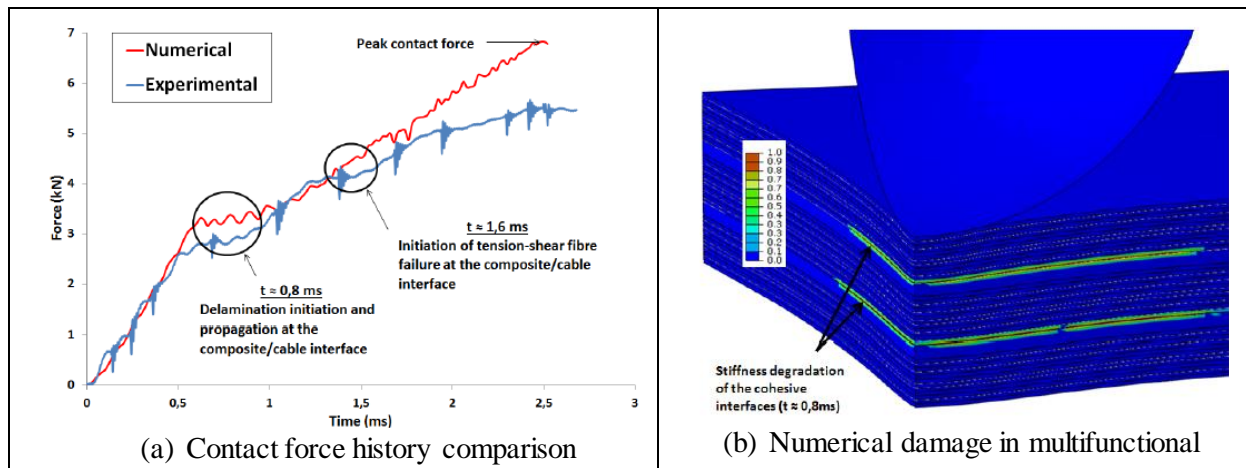 7
6
5
4
3
2
1
0
Force (kN)
Numerical
Experimental
Peak contact force
t ≈ 0,8 ms
Delamination initiation and
propagation at the
composite/cable interface
t ≈ 1,6 ms
Initiation of tension-shear fibre
failure at the composite/cable
interface
0 0,5 1 1,5 2 2,5 3
Time (ms)
(a) Contact force history comparison
1.0
0.9
0.8
0.7
0.6
0.5
0.4
0.3
0.2
0.1
0.0
Stiffness degradation
of the cohesive
interfaces (t ≈ 0,8ms)
(b) Numerical damage in multifunctional